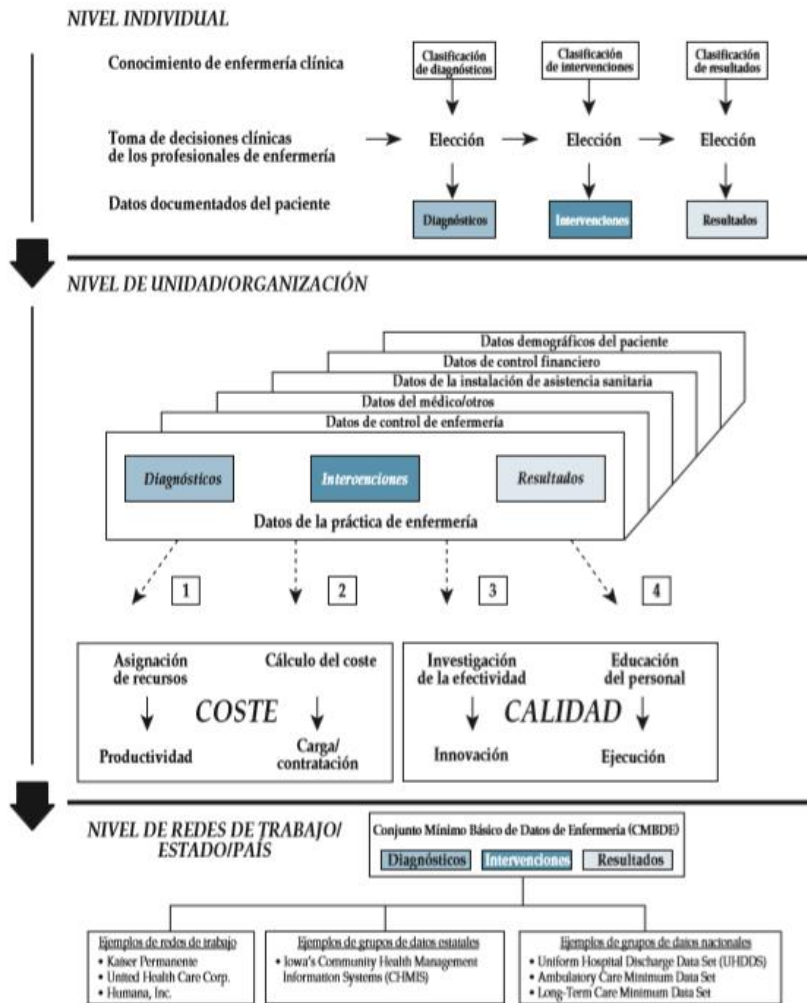 NIVEL INDIVIDUAL
Conocimiento de enfermería clínica
Clasificación
de diagnósticos
Clasificación
de intervenciones
Clasificación
de resultados
Toma de decisiones clínicas
de los profesionales de enfermería
Elección
Elección
Elección
Datos documentados del paciente
Diagnósticos
Intervenciones
Resultados
NIVEL DE UNIDAD/ORGANIZACIÓN
Datos demográficos del paciente
Datos de control financiero
Datos de la instalación de asistencia sanitaria
Datos del médico/otros
Datos de control de enfermería
Diagnósticos
Intervenciones
Resultados
Datos de la práctica de enfermería
1
2
3
4
Asignación
de recursos
Cálculo del coste
COSTE
Productividad
Carga/
contratación
Investigación
de la efectividad
Educación
del personal
CALIDAD
Innovación
Ejecución
NIVEL DE REDES DE TRABAJO/
ESTADO/PAÍS
Conjunto Mínimo Básico de Datos de Enfermería (CMBDE)
Diagnósticos
Intervenciones
Resultados
Ejemplos de redes de trabajo
• Kaiser Permanente
• United Health Care Corp.
• Humana, Inc.
Ejemplos de grupos de datos estatales
• Iowa's Community Health Management
Information Systems (CHMIS)
Ejemplos de grupos de datos nacionales
• Uniform Hospital Discharge Data Set (UHDDS)
• Ambulatory Care Minimum Data Set
• Long-Term Care Minimum Data Set